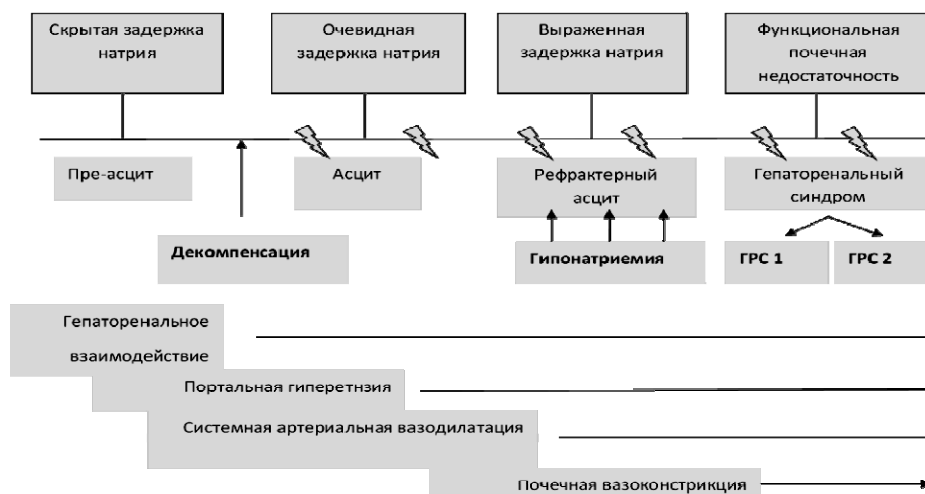 Скрытая задержка
натрия
Очевидная
задержка натрия
Выраженная
задержка натрия
Функциональная
почечная
недостаточность
Пре-асцит
Асцит
Рефрактерный
асцит
Гепаторенальный
синдром
Декомпенсация
Гипонатриемия
ГРС 1
ГРС 2
Гепаторенальное
взаимодействие
Портальная гиперетнзия
Системная артериальная вазодилатация
Почечная вазоконстрикция